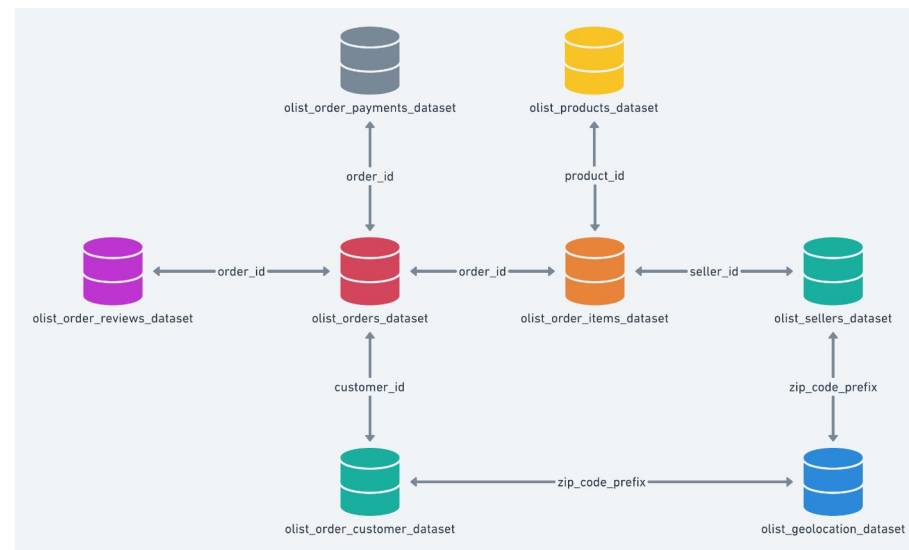 olist_order_payments_dataset
olist_products_dataset
order_id
product_id
order_id
order_id
seller_id
olist_order_reviews_dataset
olist_orders_dataset
olist_order_items_dataset
olist_sellers_dataset
customer_id
zip_code_prefix
zip_code_prefix
olist_order_customer_dataset
olist_geolocation_dataset